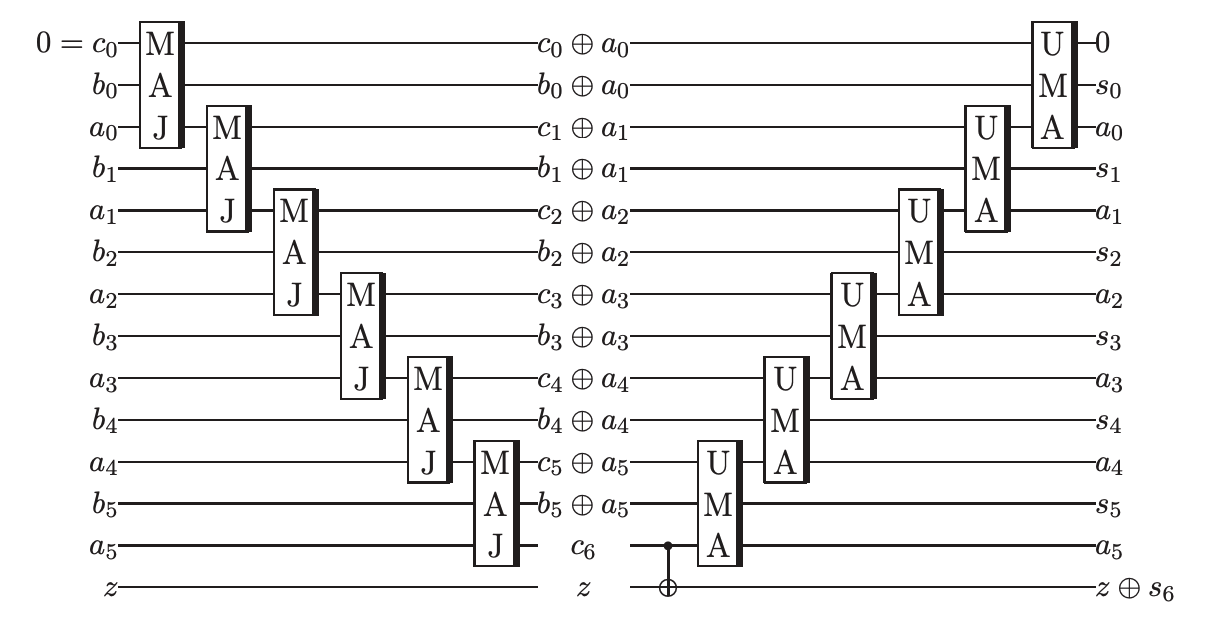 0 = c₀ M c₀ ⊕ a₀ U 0
b₀ A b₀ ⊕ a₀ M s₀
a₀ J M c₁ ⊕ a₁ U A a₀
b₁ A b₁ ⊕ a₁ M s₁
a₁ J M c₂ ⊕ a₂ U A a₁
b₂ A b₂ ⊕ a₂ M s₂
a₂ J M c₃ ⊕ a₃ U A a₂
b₃ A b₃ ⊕ a₃ M s₃
a₃ J M c₄ ⊕ a₄ U A a₃
b₄ A b₄ ⊕ a₄ M s₄
a₄ J M c₅ ⊕ a₅ U A a₄
b₅ A b₅ ⊕ a₅ M s₅
a₅ J c₆ A a₅
z z z ⊕ s₆